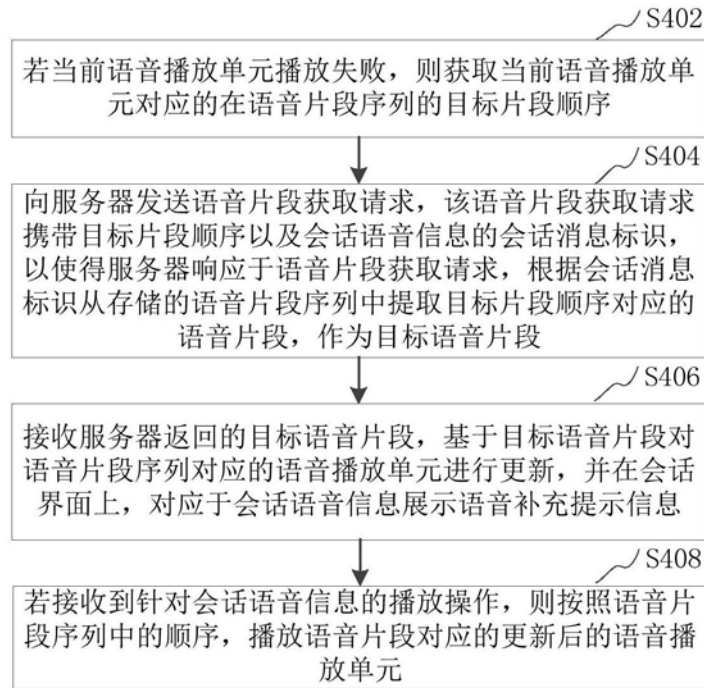 S402
若当前语音播放单元播放失败，则获取当前语音播放单
元对应的在语音片段序列的目标片段顺序
S404
向服务器发送语音片段获取请求，该语音片段获取请求
携带目标片段顺序以及会话语音信息的会话消息标识，
以使得服务器响应于语音片段获取请求，根据会话消息
标识从存储的语音片段序列中提取目标片段顺序对应的
语音片段，作为目标语音片段
S406
接收服务器返回的目标语音片段，基于目标语音片段对
语音片段序列对应的语音播放单元进行更新，并在会话
界面上，对应于会话语音信息展示语音补充提示信息
S408
若接收到针对会话语音信息的播放操作，则按照语音片
段序列中的顺序，播放语音片段对应的更新后的语音播
放单元